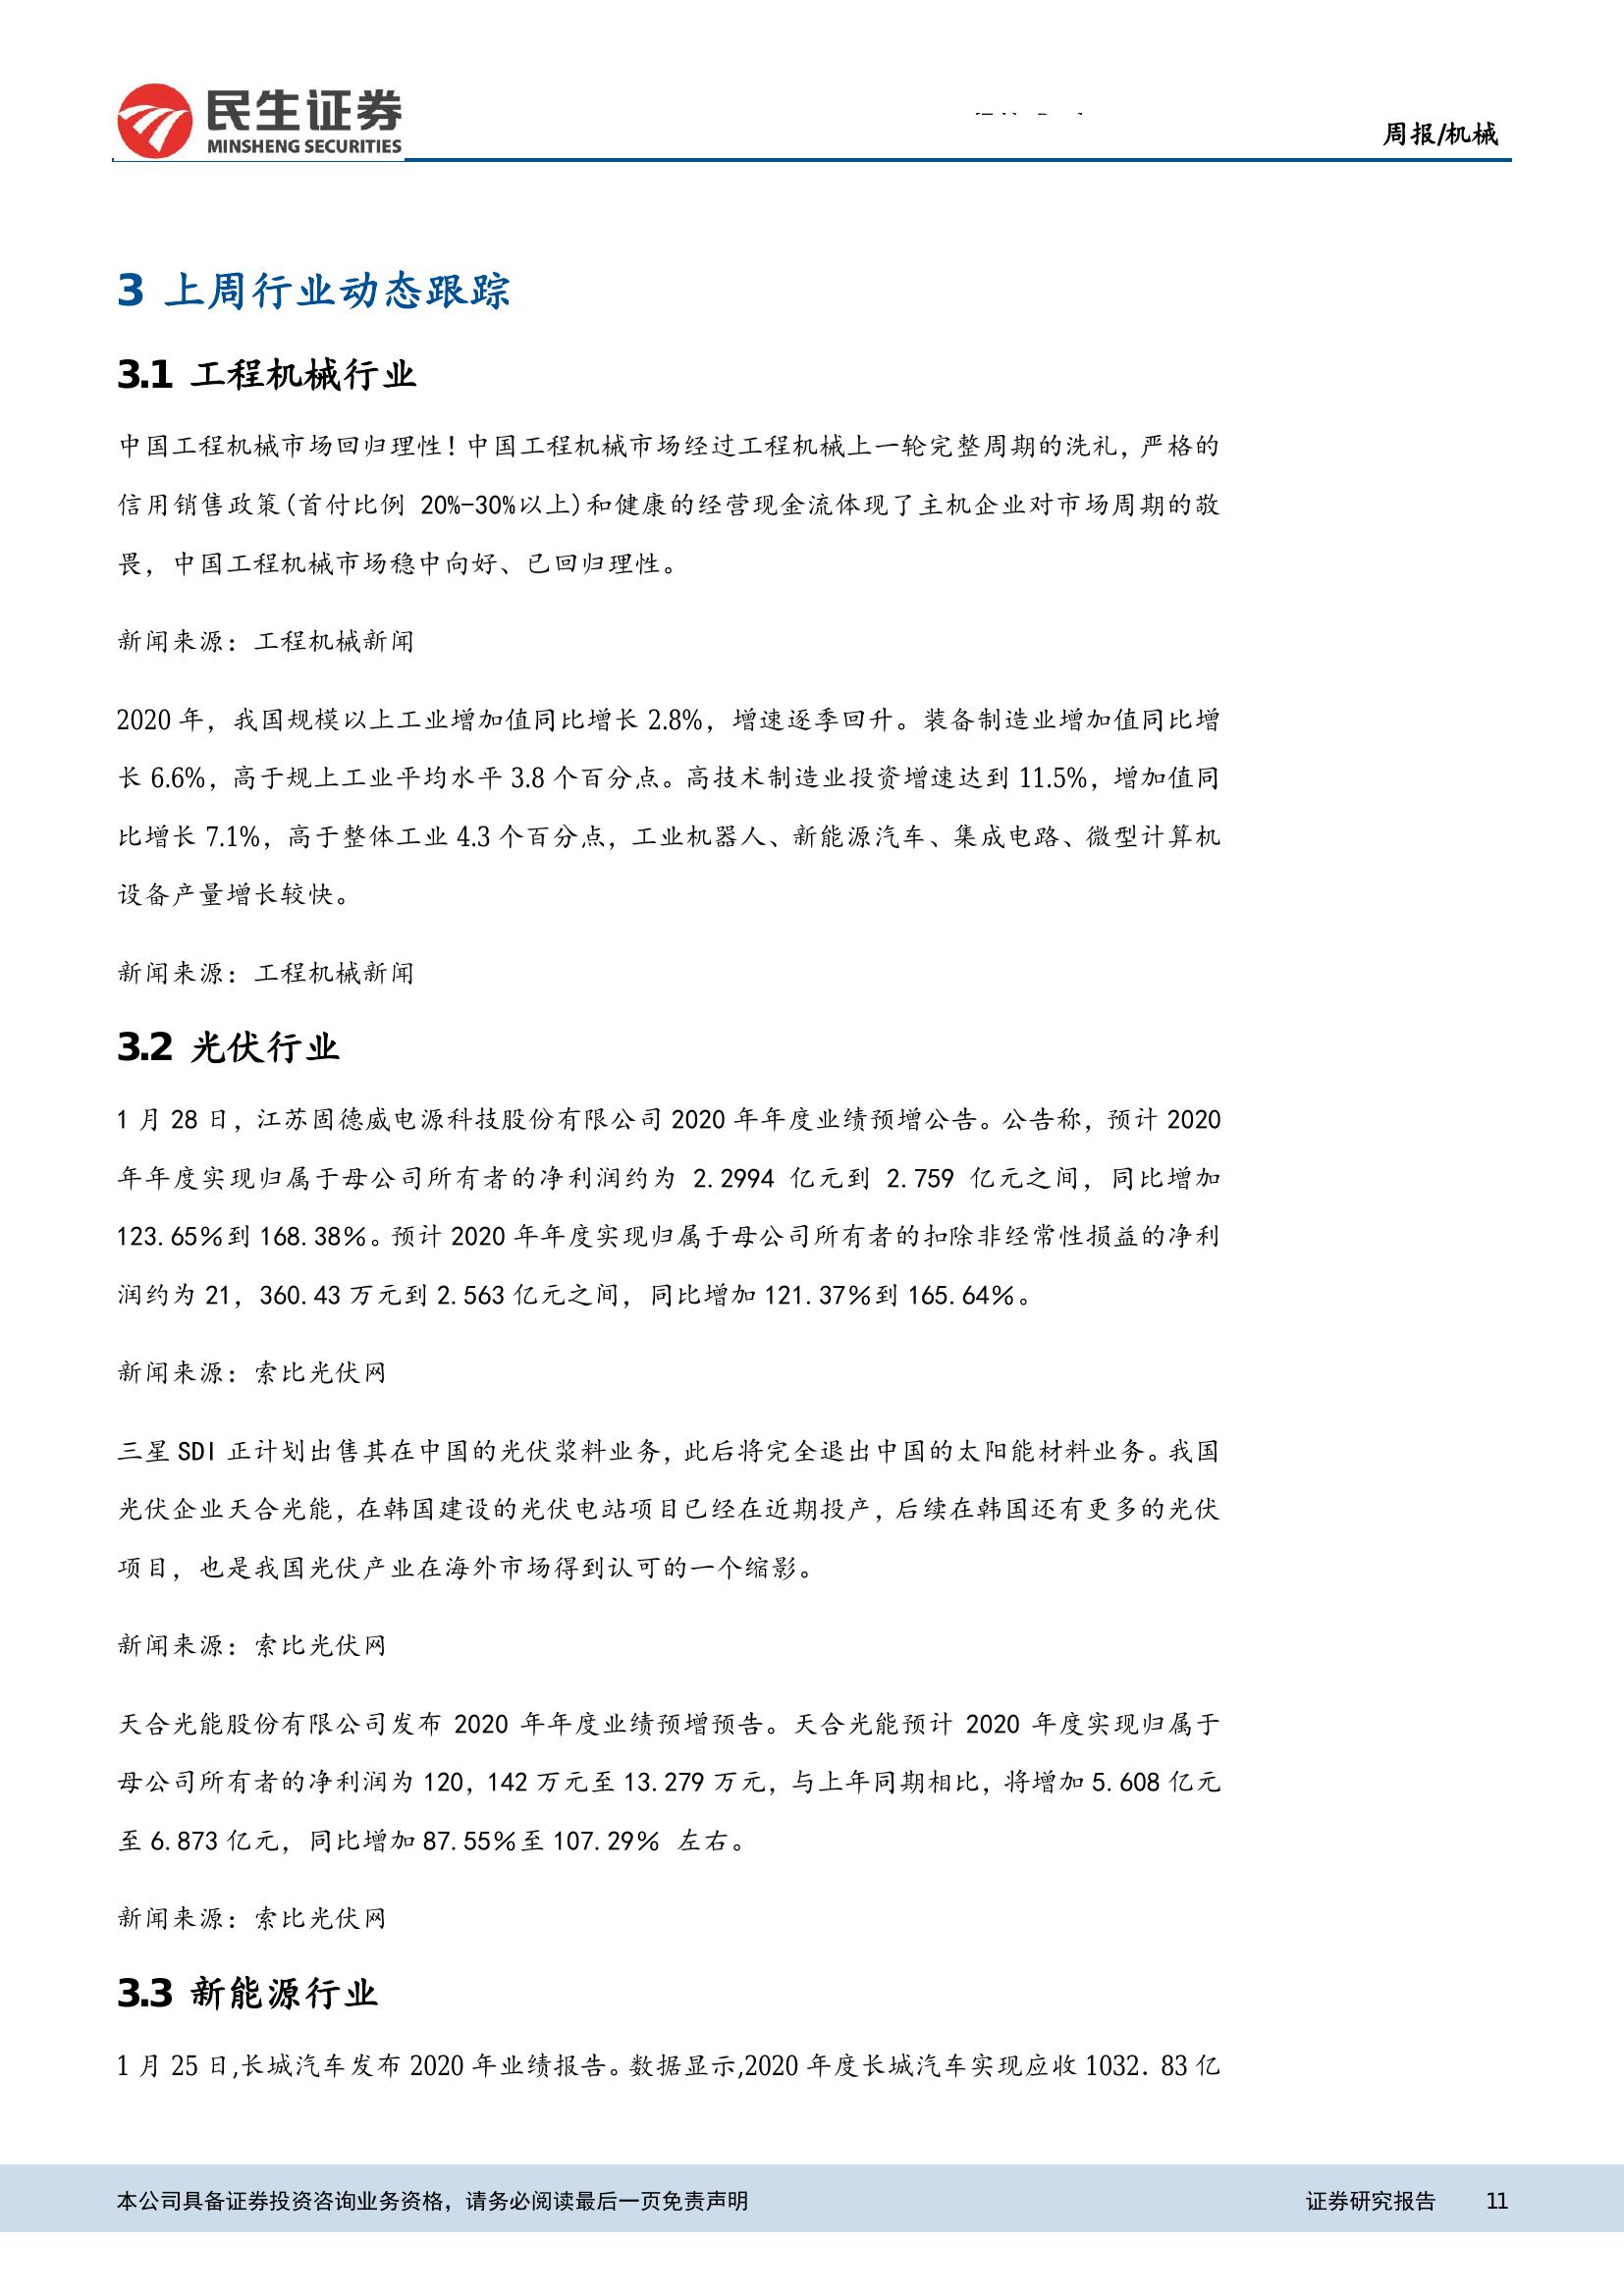 民生证券
MINSHENG SECURITIES
周报/机械
3 上周行业动态跟踪
3.1 工程机械行业
中国工程机械市场回归理性！中国工程机械市场经过工程机械上一轮完整周期的洗礼，严格的
信用销售政策(首付比例 20%-30%以上)和健康的经营现金流体现了主机企业对市场周期的敬
畏，中国工程机械市场稳中向好、已回归理性。
新闻来源：工程机械新闻
2020 年，我国规模以上工业增加值同比增长 2.8%，增速逐季回升。装备制造业增加值同比增
长 6.6%，高于规上工业平均水平 3.8 个百分点。高技术制造业投资增速达到 11.5%，增加值同
比增长 7.1%，高于整体工业 4.3 个百分点，工业机器人、新能源汽车、集成电路、微型计算机
设备产量增长较快。
新闻来源：工程机械新闻
3.2 光伏行业
1 月 28 日，江苏固德威电源科技股份有限公司 2020 年年度业绩预增公告。公告称，预计 2020
年年度实现归属于母公司所有者的净利润约为 2.2994 亿元到 2.759 亿元之间，同比增加
123.65%到 168.38%。预计 2020 年年度实现归属于母公司所有者的扣除非经常性损益的净利
润约为 21，360.43 万元到 2.563 亿元之间，同比增加 121.37%到 165.64%。
新闻来源：索比光伏网
三星 SDI 正计划出售其在中国的光伏浆料业务，此后将完全退出中国的太阳能材料业务。我国
光伏企业天合光能，在韩国建设的光伏电站项目已经在近期投产，后续在韩国还有更多的光伏
项目，也是我国光伏产业在海外市场得到认可的一个缩影。
新闻来源：索比光伏网
天合光能股份有限公司发布 2020 年年度业绩预增预告。天合光能预计 2020 年度实现归属于
母公司所有者的净利润为 120，142 万元至 13.279 万元，与上年同期相比，将增加 5.608 亿元
至 6.873 亿元，同比增加 87.55%至 107.29% 左右。
新闻来源：索比光伏网
3.3 新能源行业
1 月 25 日,长城汽车发布 2020 年业绩报告。数据显示,2020 年度长城汽车实现应收 1032. 83 亿
本公司具备证券投资咨询业务资格，请务必阅读最后一页免责声明
证券研究报告 11